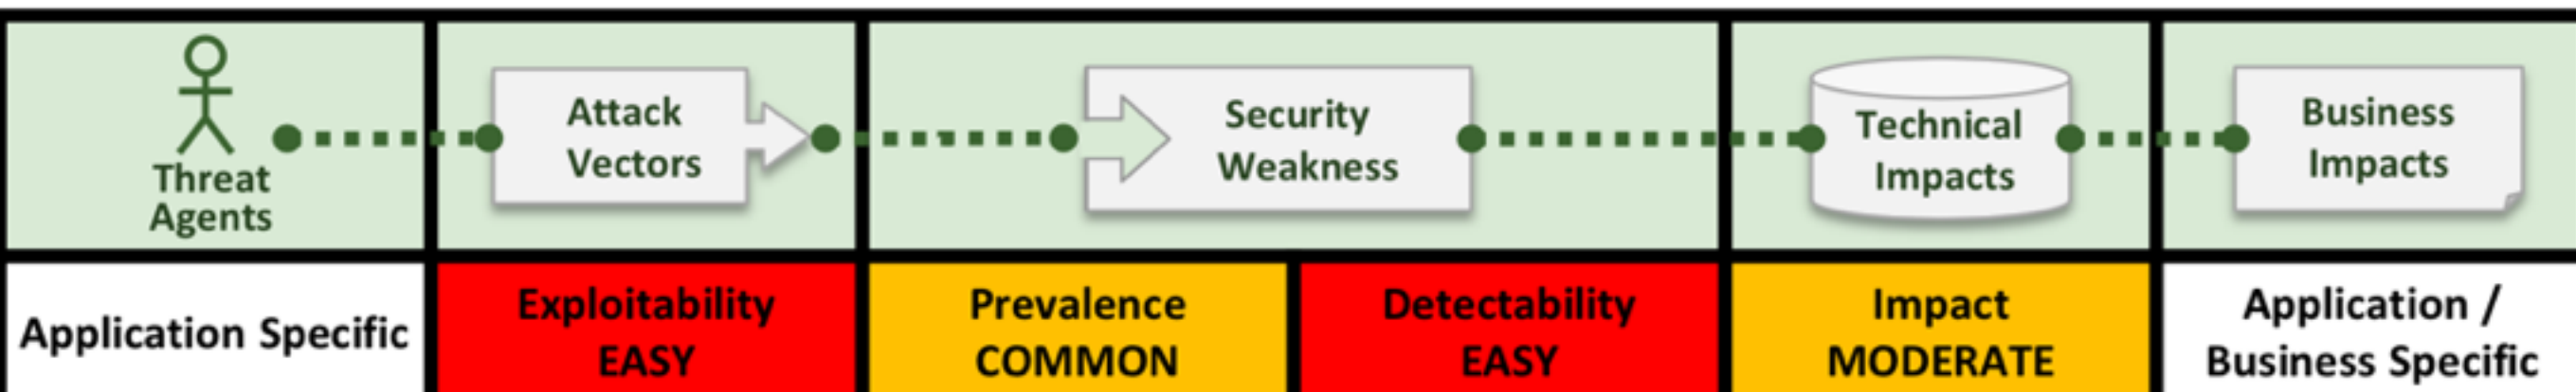 Threat
Agents
Attack
Vectors
Security
Weakness
Technical
Impacts
Business
Impacts
Application Specific
Exploitability
EASY
Prevalence
COMMON
Detectability
EASY
Impact
MODERATE
Application /
Business Specific